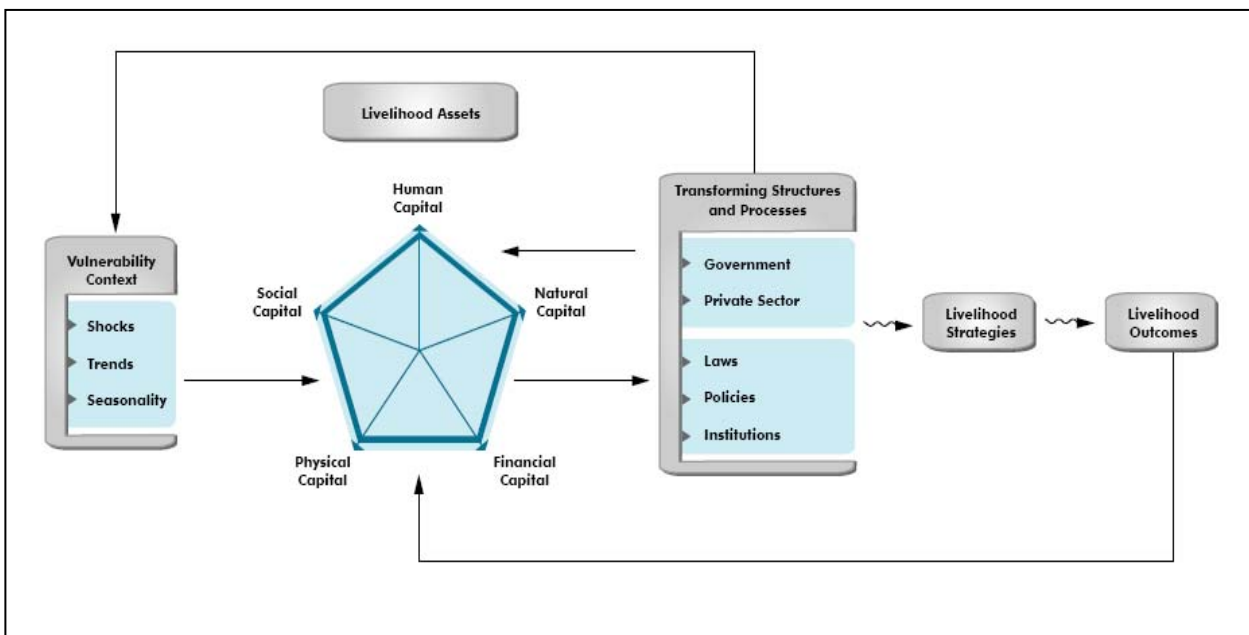 Livelihood Assets
Human
Capital
Transforming Structures
and Processes
Vulnerability
Context
Government
Social
Capital
Natural
Capital
Private Sector
Shocks
Livelihood
Strategies
Livelihood
Outcomes
Trends
Laws
Seasonality
Policies
Institutions
Physical
Capital
Financial
Capital